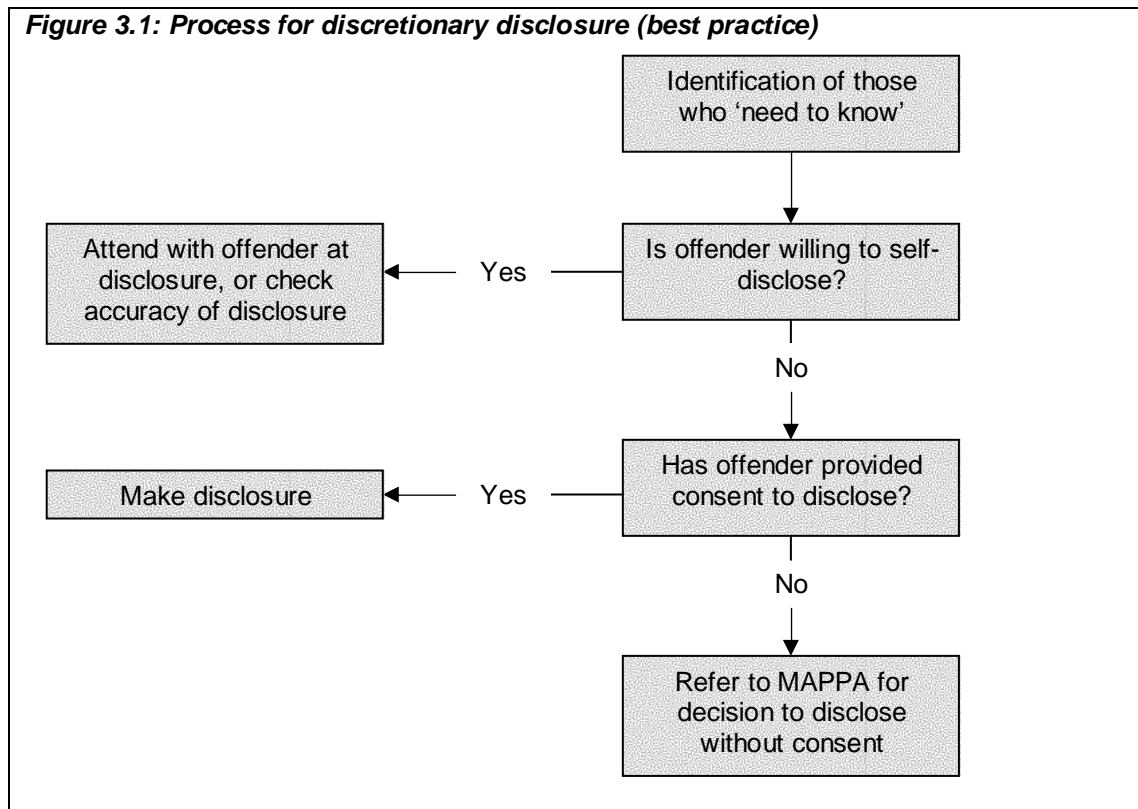 Figure 3.1: Process for discretionary disclosure (best practice)
Identification of those
who ‘need to know’
Attend with offender at
disclosure, or check
accuracy of disclosure
Yes
Is offender willing to self-
disclose?
No
Make disclosure
Yes
Has offender provided
consent to disclose?
No
Refer to MAPPA for
decision to disclose
without consent